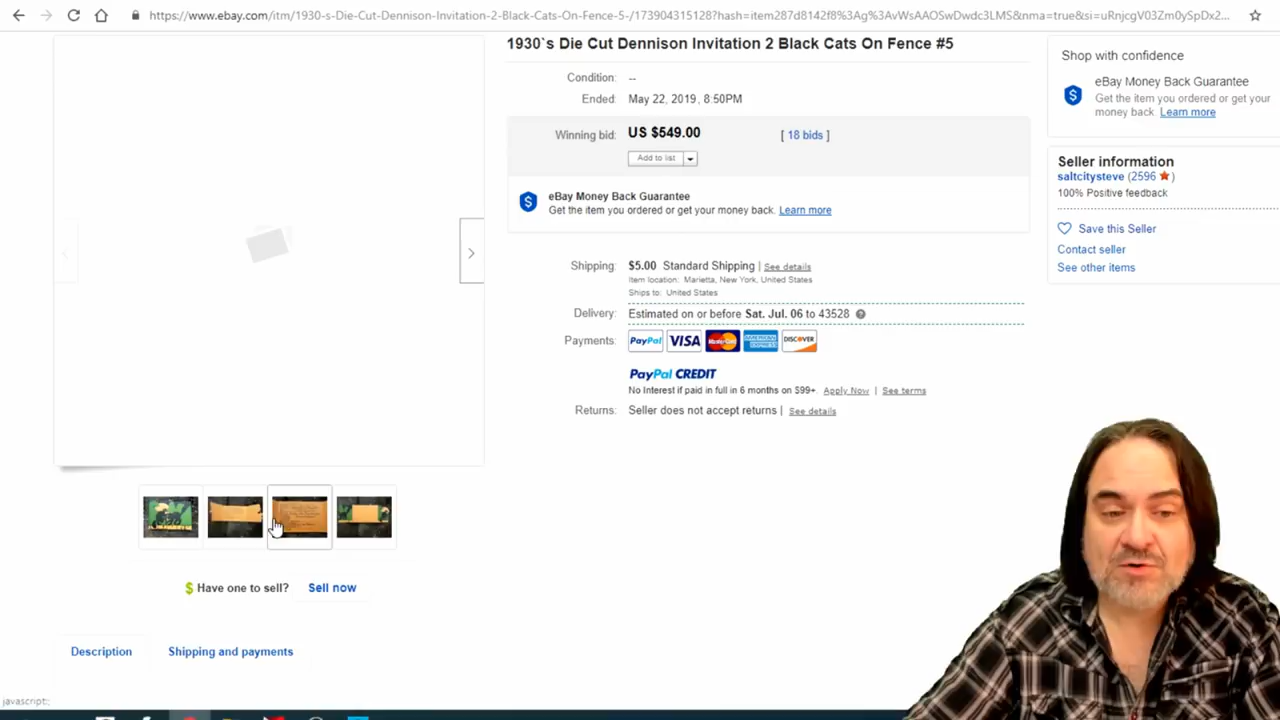 https://www.ebay.com/itm/1930-s-Die-Cut-Dennison-Invitation-2-Black-Cats-On-Fence-5-/173904315128?hash=item287d8142f8%3Ag%3AvWsAAOSwDwdc3LMS&nma=true&si=uRnjcgV03Zm0ySpDx2...
1930`s Die Cut Dennison Invitation 2 Black Cats On Fence #5
Condition: --
Ended: May 22, 2019 , 8:50PM
Winning bid: US $549.00 [ 18 bids ]
Add to list
eBay Money Back Guarantee
Get the item you ordered or get your money back. Learn more
Shipping: $5.00 Standard Shipping | See details
Item location: Marietta, New York, United States
Ships to: United States
Delivery: Estimated on or before Sat. Jul. 06 to 43528
Payments: PayPal VISA MasterCard AMERICAN EXPRESS DISCOVER
PayPal CREDIT
No Interest if paid in full in 6 months on $99+. Apply Now | See terms
Returns: Seller does not accept returns | See details
Shop with confidence
eBay Money Back Guarantee
Get the item you ordered or get your
money back. Learn more
Seller information
saltcitysteve (2596 )
100% Positive feedback
Save this Seller
Contact seller
See other items
$ Have one to sell? Sell now
Description
Shipping and payments
javascript:;